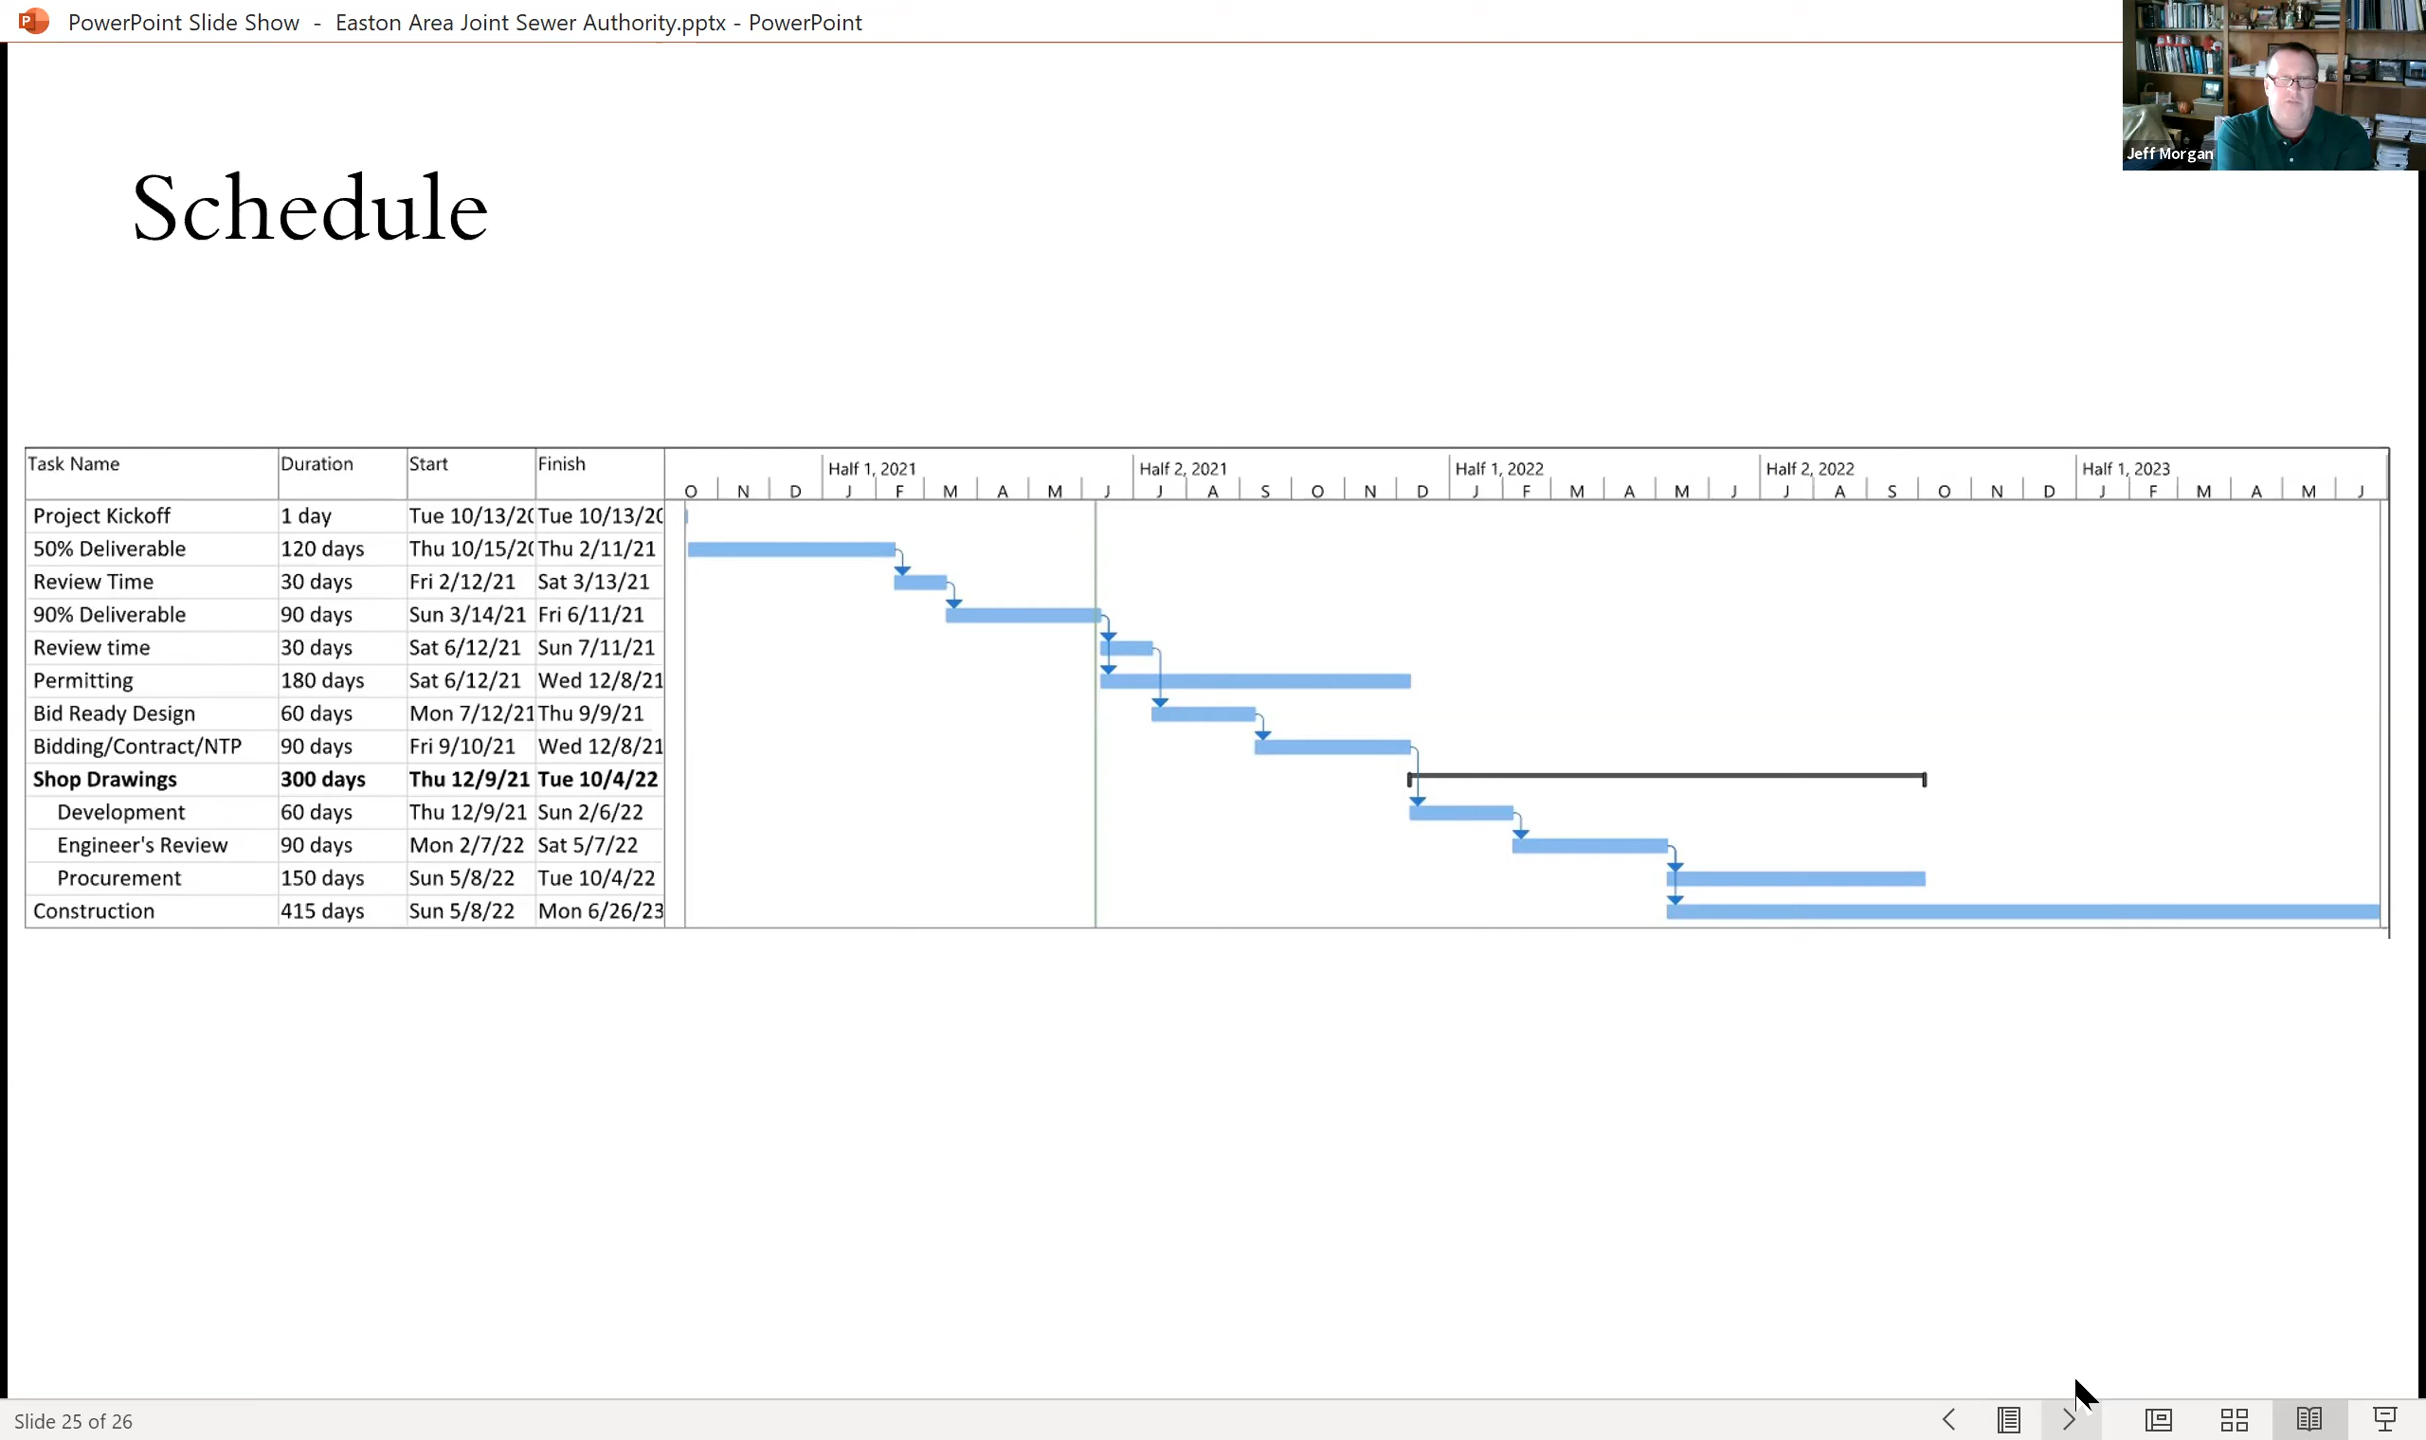 PowerPoint Slide Show - Easton Area Joint Sewer Authority.pptx - PowerPoint
Jeff Morgan
Schedule
Task Name Duration Start Finish Half 1, 2021 Half 2, 2021 Half 1, 2022 Half 2, 2022 Half 1, 2023
O N D J F M A M J J A S O N D J F M A M J J A S O N D J F M A M J
Project Kickoff 1 day Tue 10/13/20 Tue 10/13/20
50% Deliverable 120 days Thu 10/15/20 Thu 2/11/21
Review Time 30 days Fri 2/12/21 Sat 3/13/21
90% Deliverable 90 days Sun 3/14/21 Fri 6/11/21
Review time 30 days Sat 6/12/21 Sun 7/11/21
Permitting 180 days Sat 6/12/21 Wed 12/8/21
Bid Ready Design 60 days Mon 7/12/21 Thu 9/9/21
Bidding/Contract/NTP 90 days Fri 9/10/21 Wed 12/8/21
Shop Drawings 300 days Thu 12/9/21 Tue 10/4/22
Development 60 days Thu 12/9/21 Sun 2/6/22
Engineer's Review 90 days Mon 2/7/22 Sat 5/7/22
Procurement 150 days Sun 5/8/22 Tue 10/4/22
Construction 415 days Sun 5/8/22 Mon 6/26/23
Slide 25 of 26